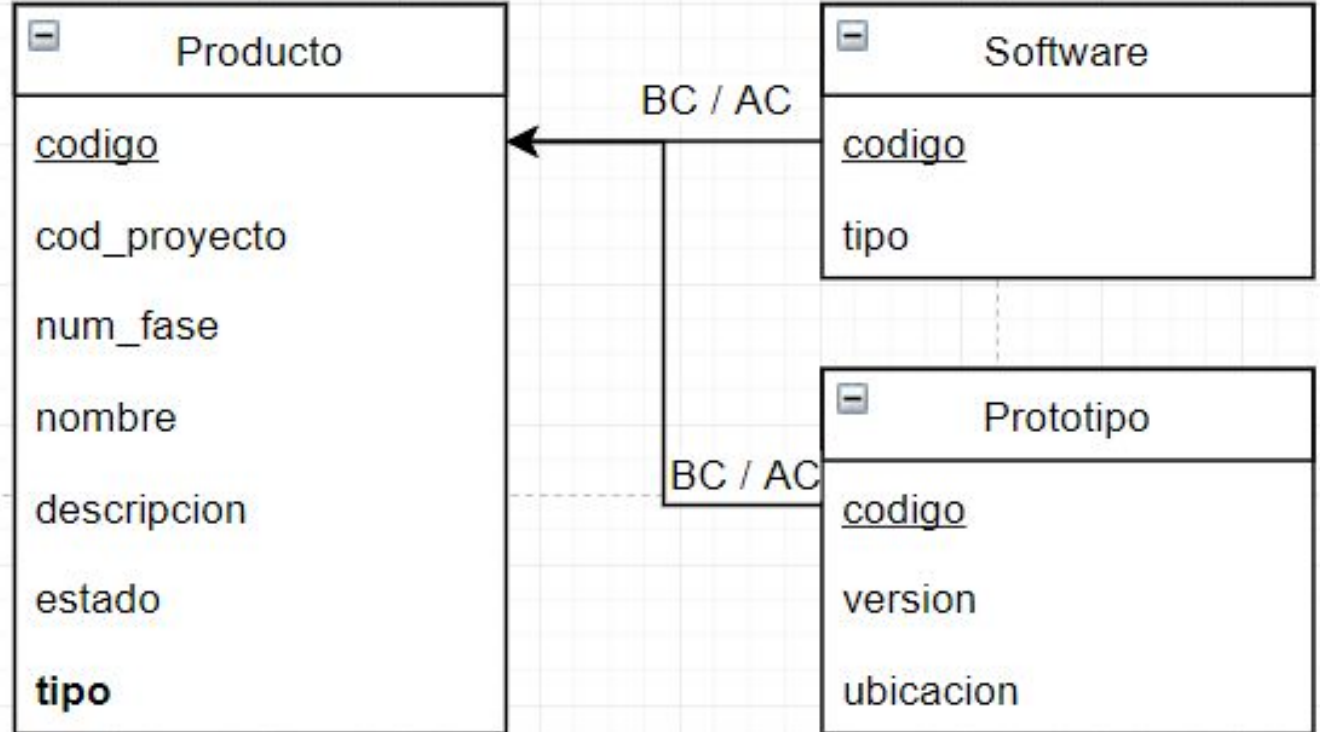 Producto
codigo
cod_proyecto
num_fase
nombre
descripcion
estado
tipo
BC / AC
Software
codigo
tipo
BC / AC
Prototipo
codigo
version
ubicacion